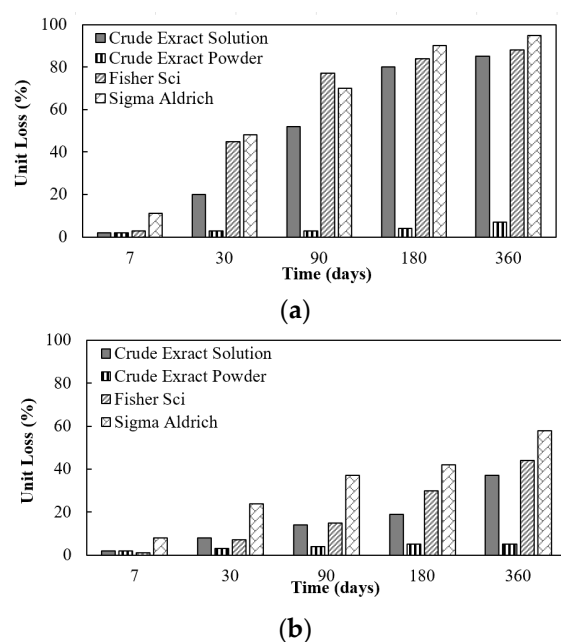 100
80
60
40
20
0
Unit Loss (%)
Crude Exract Solution
Crude Exract Powder
Fisher Sci
Sigma Aldrich
7 30 90 180 360
Time (days)
(a)
100
80
60
40
20
0
Unit Loss (%)
Crude Exract Solution
Crude Exract Powder
Fisher Sci
Sigma Aldrich
7 30 90 180 360
Time (days)
(b)